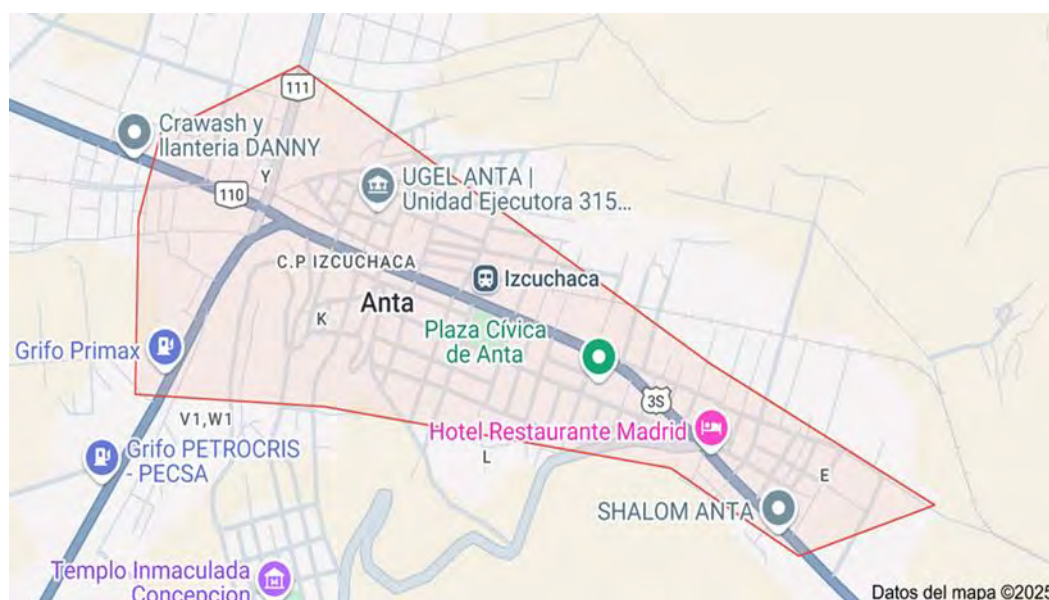 111
Crawash y
llanteria DANNY
Y
110
UGEL ANTA |
Unidad Ejecutora 315...
C.P IZCUCHACA
Izcuchaca
Anta
K
Plaza Cívica
de Anta
Grifo Primax
3S
V1,W1
Hotel-Restaurante Madrid
Grifo PETROCRIS
- PECSA
L
E
SHALOM ANTA
Templo Inmaculada
Concepcion
Datos del mapa ©2025